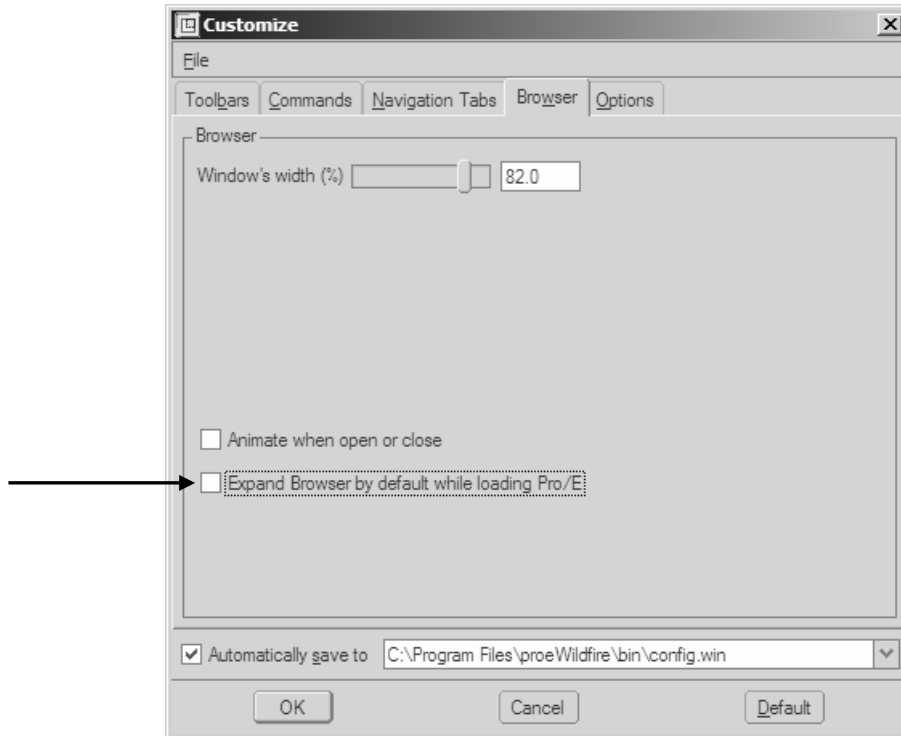 Customize
File
Toolbars Commands Navigation Tabs Browser Options
Browser
Window's width (%) 82.0
Animate when open or close
Expand Browser by default while loading Pro/E
Automatically save to C:\Program Files\proeWildfire\bin\config.win
OK Cancel Default